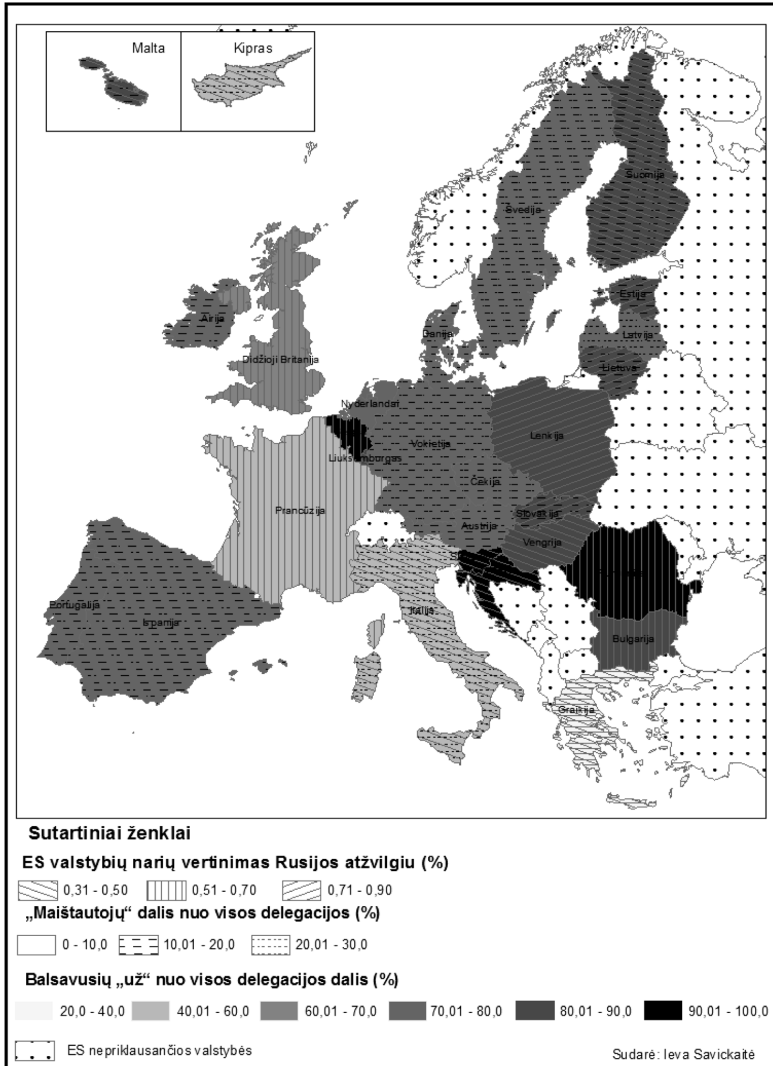 Malta
Kipras
Suomija
Švedija
Estija
Latvija
Lietuva
Danija
Airija
Didžioji Britanija
Nyderlandai
Lenkija
Vokietija
Liuksemburgas
Čekija
Prancūzija
Slovakija
Austrija
Vengrija
Portugalija
Ispanija
Italija
Bulgarija
Graikija
Sutartiniai ženklai
ES valstybių narių vertinimas Rusijos atžvilgiu (%)
0,31 - 0,50 0,51 - 0,70 0,71 - 0,90
„Maištautojų“ dalis nuo visos delegacijos (%)
0 - 10,0 10,01 - 20,0 20,01 - 30,0
Balsavusių „už“ nuo visos delegacijos dalis (%)
20,0 - 40,0 40,01 - 60,0 60,01 - 70,0 70,01 - 80,0 80,01 - 90,0 90,01 - 100,0
ES nepriklausančios valstybės
Sudarė: Ieva Savickaitė